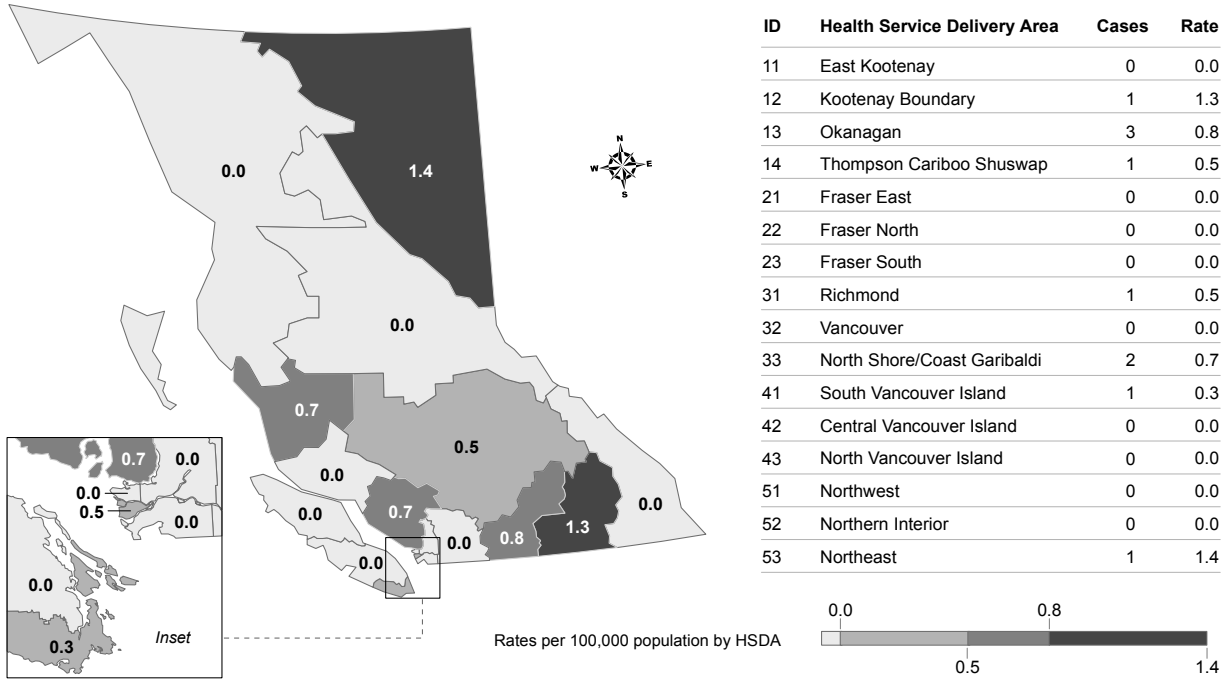 ID Health Service Delivery Area Cases Rate
11 East Kootenay 0 0.0
12 Kootenay Boundary 1 1.3
13 Okanagan 3 0.8
14 Thompson Cariboo Shuswap 1 0.5
21 Fraser East 0 0.0
22 Fraser North 0 0.0
23 Fraser South 0 0.0
31 Richmond 1 0.5
32 Vancouver 0 0.0
33 North Shore/Coast Garibaldi 2 0.7
41 South Vancouver Island 1 0.3
42 Central Vancouver Island 0 0.0
43 North Vancouver Island 0 0.0
51 Northwest 0 0.0
52 Northern Interior 0 0.0
53 Northeast 1 1.4
N
W E
S
0.0
1.4
0.0
0.7
0.5
0.0
0.0
0.0
0.7
0.0
0.8
1.3
0.0
0.0
0.7 0.0
0.0
0.5
0.0
0.0
0.3
Inset
Rates per 100,000 population by HSDA
0.0 0.8
0.5 1.4